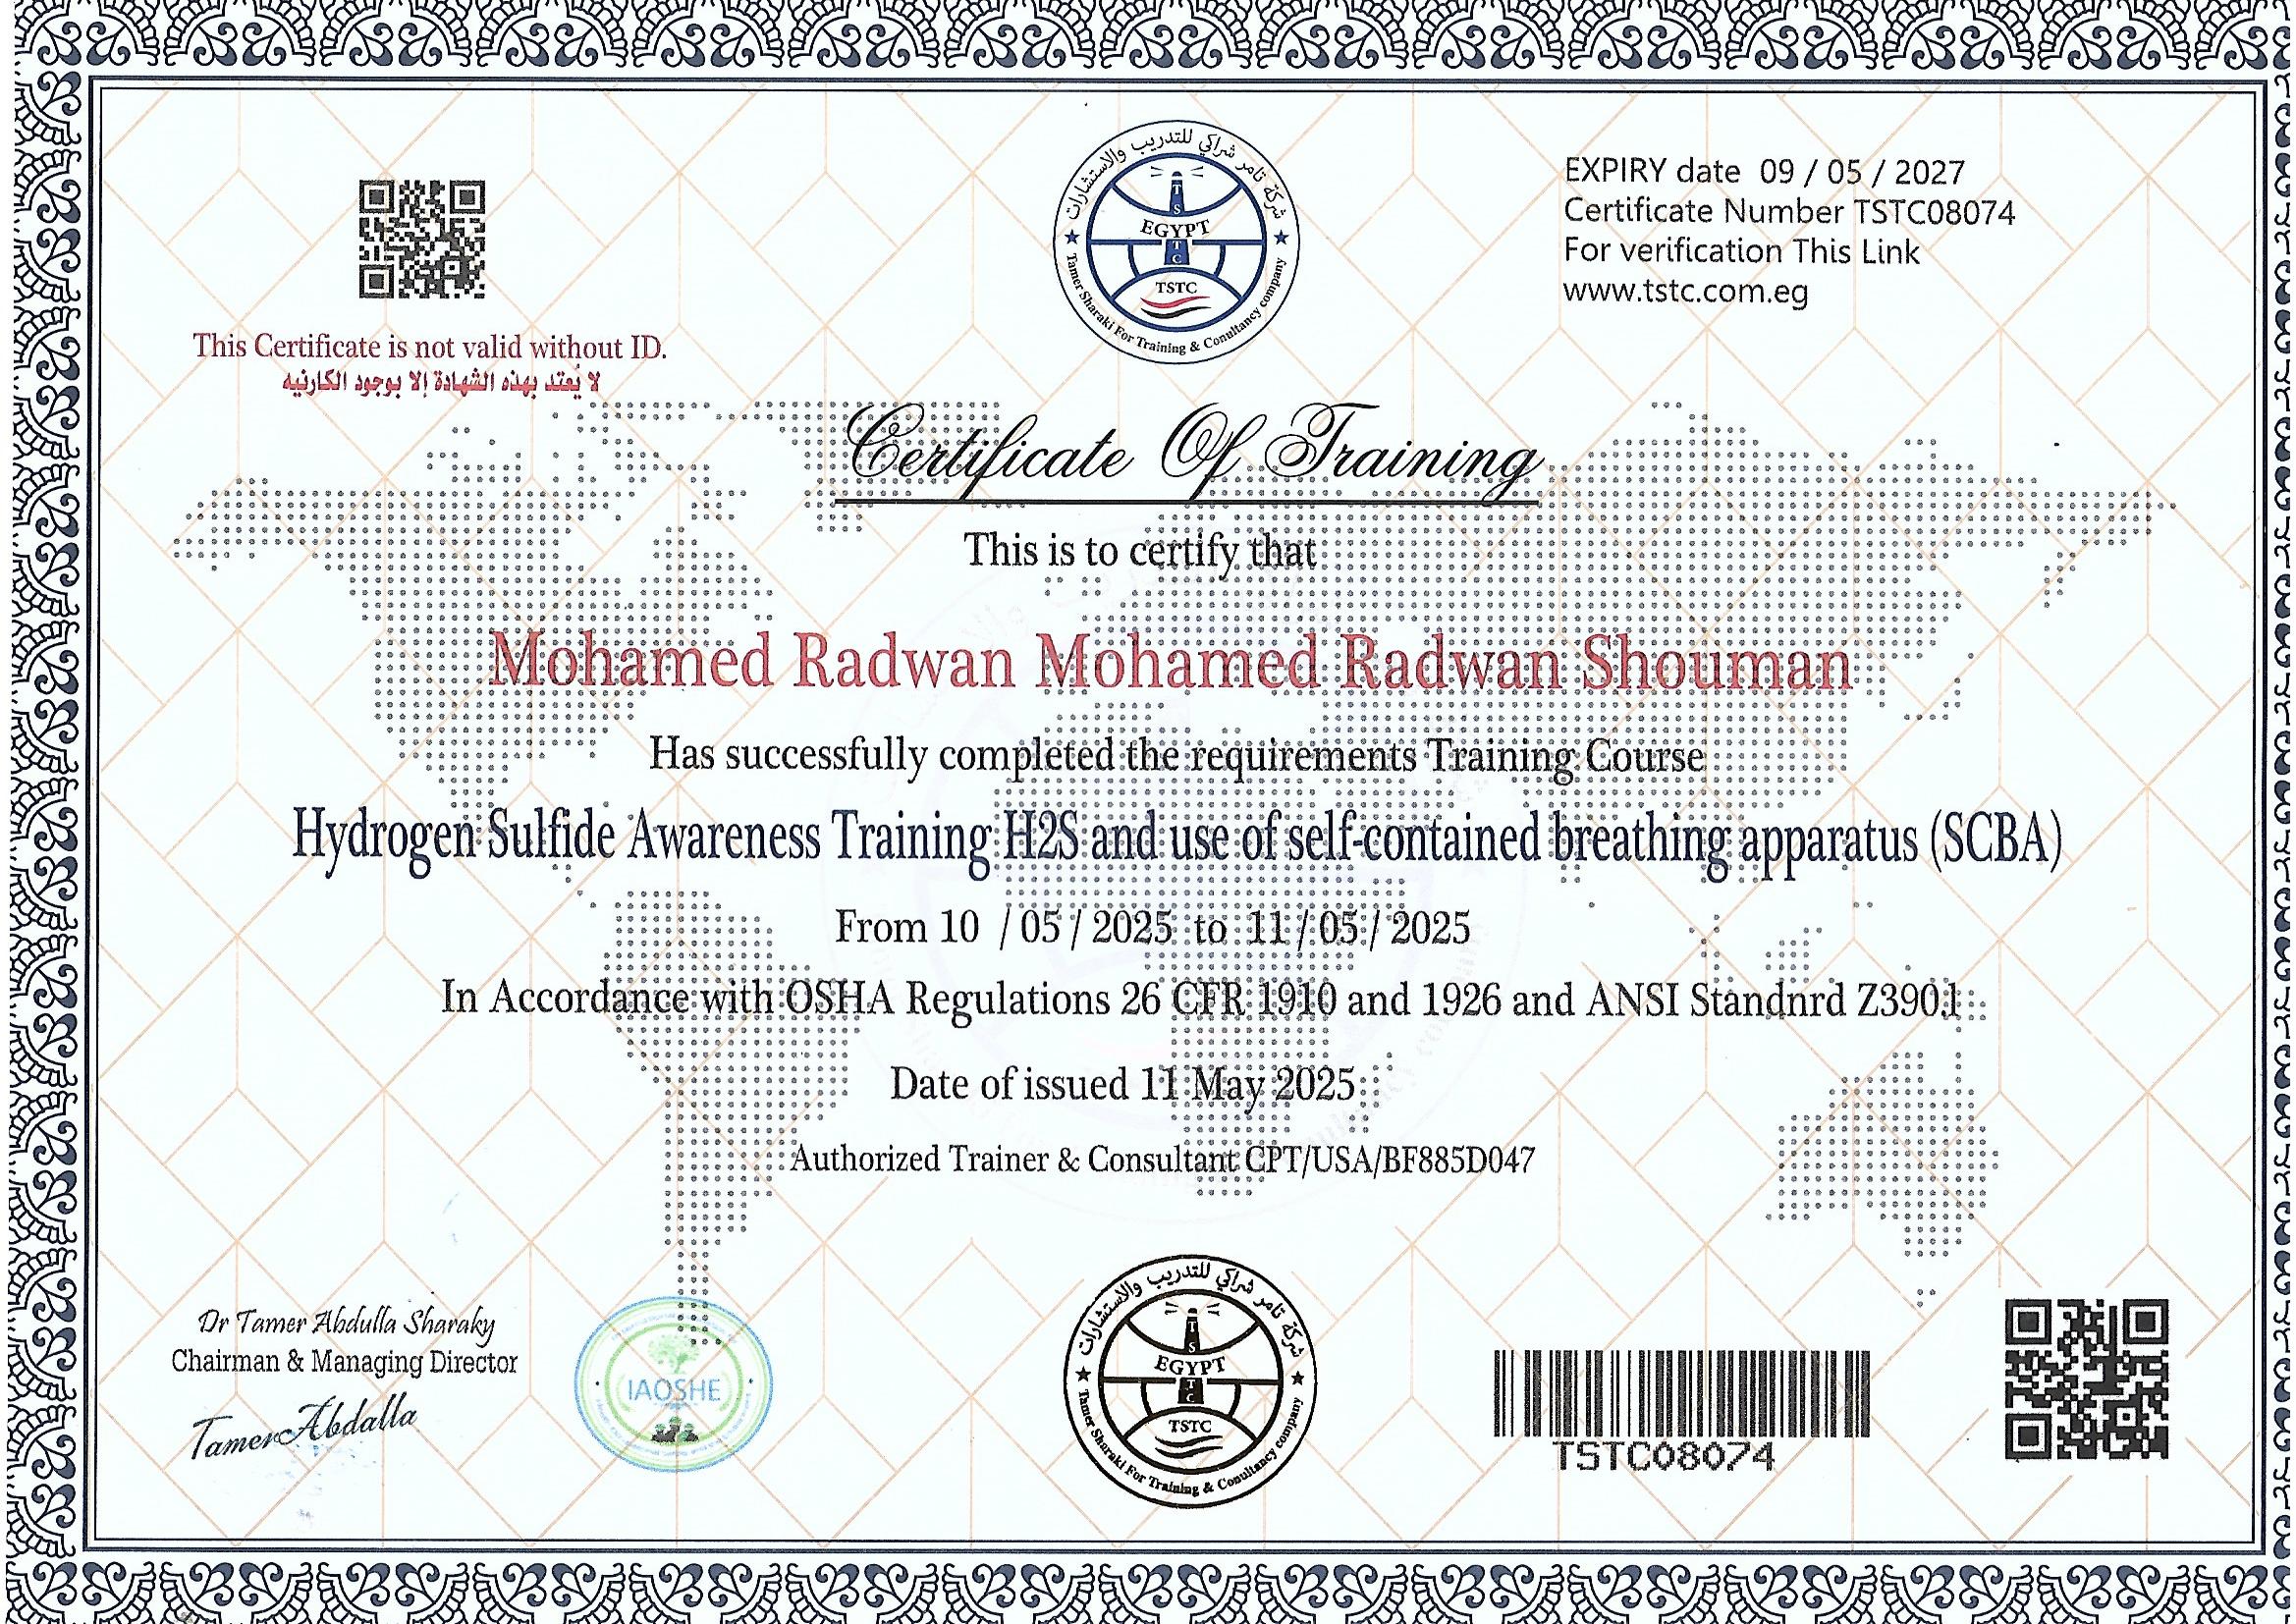 شركة تامر شراكي للتدريب والاستشارات
T
S
EGYPT
T
C
TSTC
Tamer Sharaki For Training & Conultancy company
EXPIRY date 09 / 05 / 2027
Certificate Number TSTC08074
For verification This Link
www.tstc.com.eg
This Certificate is not valid without ID.
لا يُعتد بهذه الشهادة إلا بوجود الكارنيه
Certificate Of Training
This is to certify that
Mohamed Radwan Mohamed Radwan Shouman
Has successfully completed the requirements Training Course
Hydrogen Sulfide Awareness Training H2S and use of self-contained breathing apparatus (SCBA)
From 10 / 05 / 2025 to 11 / 05 / 2025
In Accordance with OSHA Regulations 26 CFR 1910 and 1926 and ANSI Standnrd Z390.1
Date of issued 11 May 2025
Authorized Trainer & Consultant CPT/USA/BF885D047
Dr Tamer Abdulla Sharaky
Chairman & Managing Director
Tamer Abdalla
IAOSHE
شركة تامر شراكي للتدريب والاستشارات
T
S
EGYPT
T
C
TSTC
Tamer Sharaki For Training & Conultancy company
TSTC08074